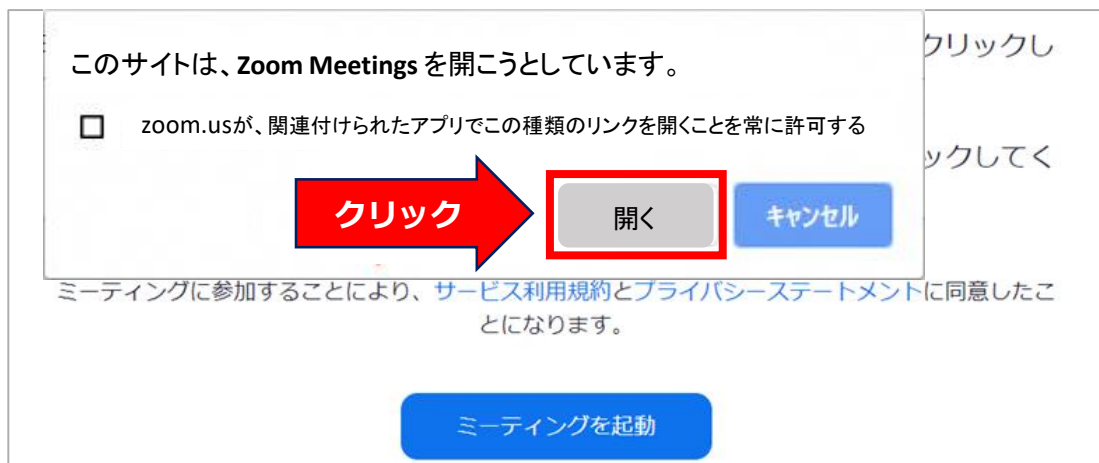 クリックし
このサイトは、Zoom Meetings を開こうとしています。
zoom.usが、関連付けられたアプリでこの種類のリンクを開くことを常に許可する
ックしてく
クリック
開く
キャンセル
ミーティングに参加することにより、サービス利用規約とプライバシーステートメントに同意したこ
とになります。
ミーティングを起動